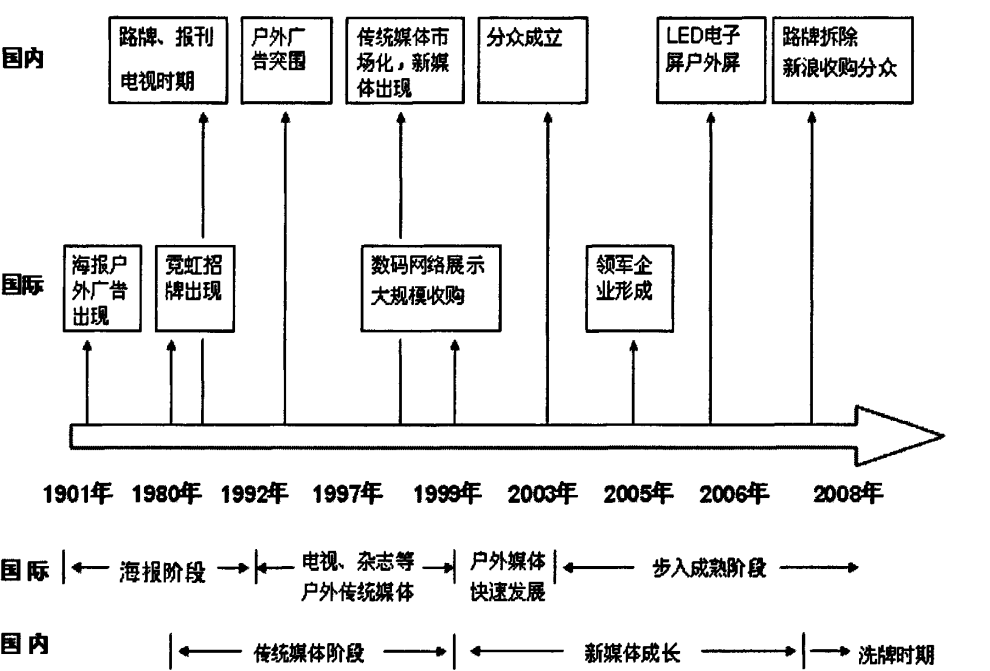 国内
路牌、报刊
电视时期
户外广
告突围
传统媒体市
场化，新媒
体出现
分众成立
LED电子
屏户外屏
路牌拆除
新浪收购分众
国际
海报户
外广告
出现
霓虹招
牌出现
数码网络展示
大规模收购
领军企
业形成
1901年 1980年 1992年 1997年 1999年 2003年 2005年 2006年 2008年
国际
海报阶段
电视、杂志等
户外传统媒体
户外媒体
快速发展
步入成熟阶段
国内
传统媒体阶段
新媒体成长
洗牌时期